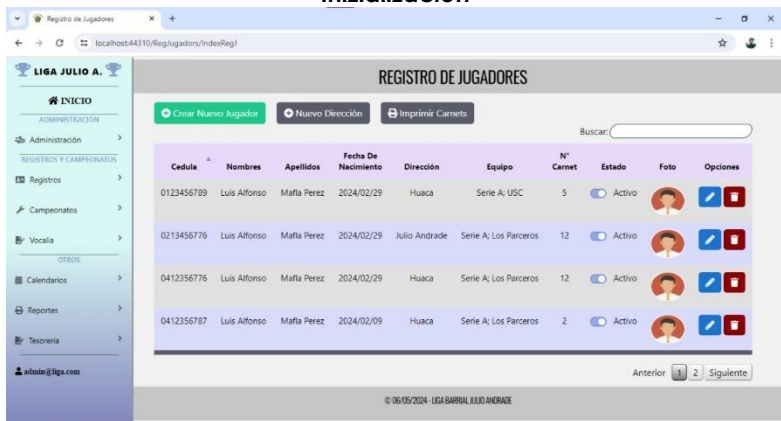 Inizialización
Registro de Jugadores
localhost:44310/RegJugadors/IndexRegJ
LIGA JULIO A.
INICIO
ADMINISTRACIÓN
Administración
REGISTROS Y CAMPEONATOS
Registros
Campeonatos
Vocalia
OTROS
Calendarios
Reportes
Tesorería
admin@liga.com
REGISTRO DE JUGADORES
Crear Nuevo Jugador Nuevo Dirección Imprimir Carnets
Buscar:
Cedula Nombres Apellidos Fecha De Nacimiento Dirección Equipo N° Carnet Estado Foto Opciones
0123456789 Luis Alfonso Mafla Perez 2024/02/29 Huaca Serie A; USC 5 Activo
0213456776 Luis Alfonso Mafla Perez 2024/02/29 Julio Andrade Serie A; Los Parceros 12 Activo
0412356776 Luis Alfonso Mafla Perez 2024/02/29 Huaca Serie A; Los Parceros 12 Activo
0412356787 Luis Alfonso Mafla Perez 2024/02/09 Huaca Serie A; Los Parceros 2 Activo
Anterior 1 2 Siguiente
© 06/05/2024 - LIGA BARRIAL JULIO ANDRADE